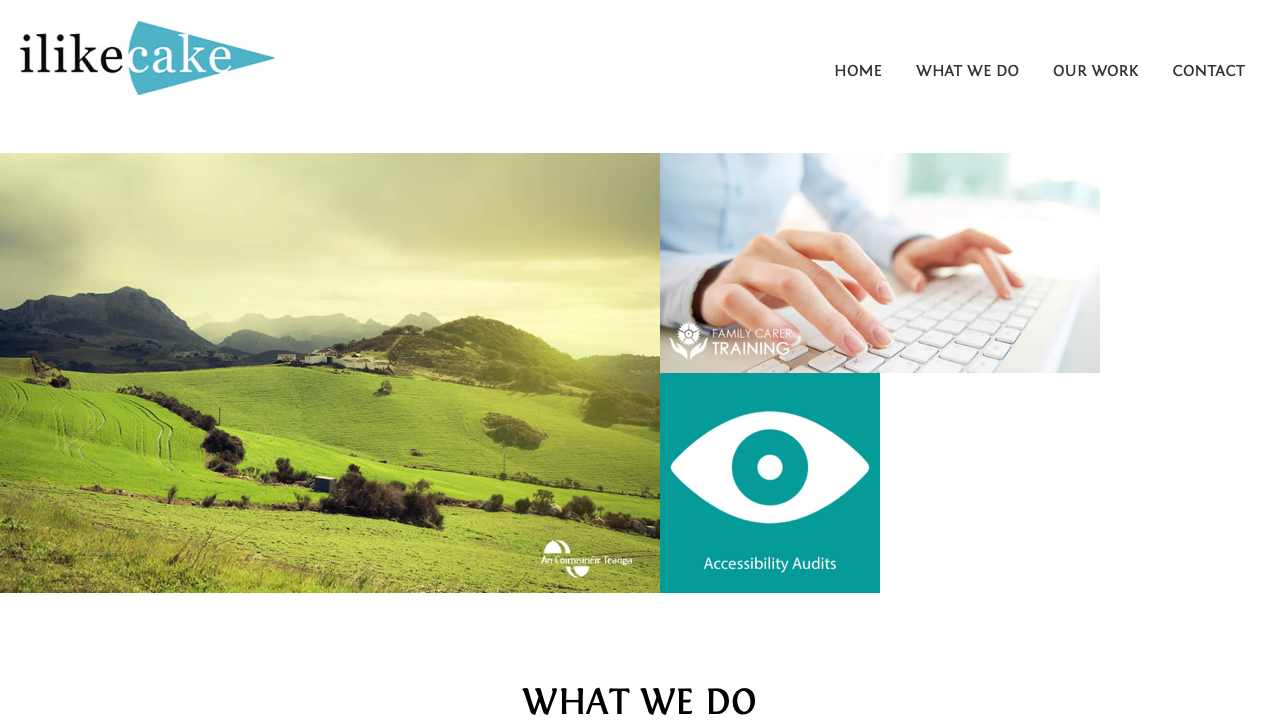 ilikecake
HOME WHAT WE DO OUR WORK CONTACT
FAMILY CARER
TRAINING
An Coimisinéir Teanga
Accessibility Audits
WHAT WE DO